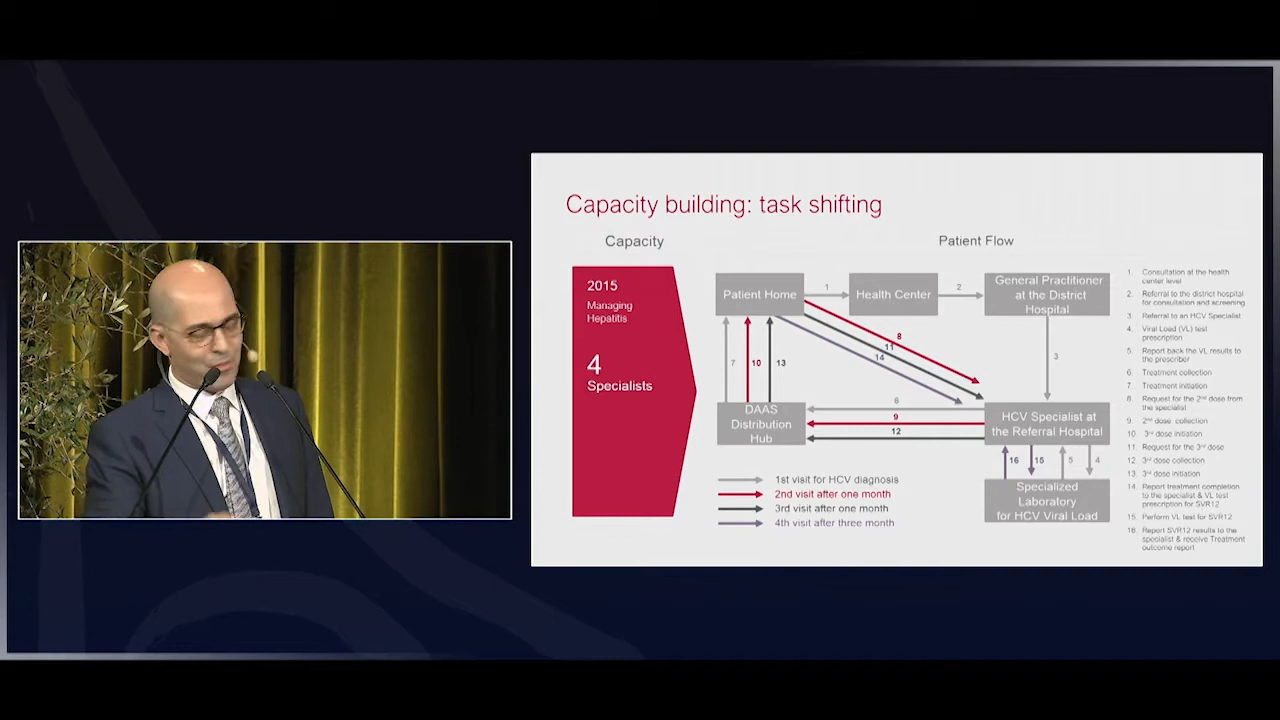 Capacity building: task shifting
Capacity
Patient Flow
2015
Managing
Hepatitis
4
Specialists
Patient Home
1
Health Center
2
General Practitioner
at the District
Hospital
8
11
14
3
7
10
13
DAAS
Distribution
Hub
6
9
12
HCV Specialist at
the Referral Hospital
16
15
5
4
Specialized
Laboratory
for HCV Viral Load
1st visit for HCV diagnosis
2nd visit after one month
3rd visit after one month
4th visit after three month
1. Consultation at the health
center level
2. Referral to the district hospital
for consultation and screening
3. Referral to an HCV Specialist
4. Viral Load (VL) test
prescription
5. Report back the VL results to
the prescriber
6. Treatment collection
7. Treatment initiation
8. Request for the 2nd dose from
the specialist
9. 2nd dose collection
10. 3rd dose initiation
11. Request for the 3rd dose
12. 3rd dose collection
13. 3rd dose initiation
14. Report treatment completion
to the specialist & VL test
prescription for SVR12
15. Perform VL test for SVR12
16. Report SVR12 results to the
specialist & receive Treatment
outcome report